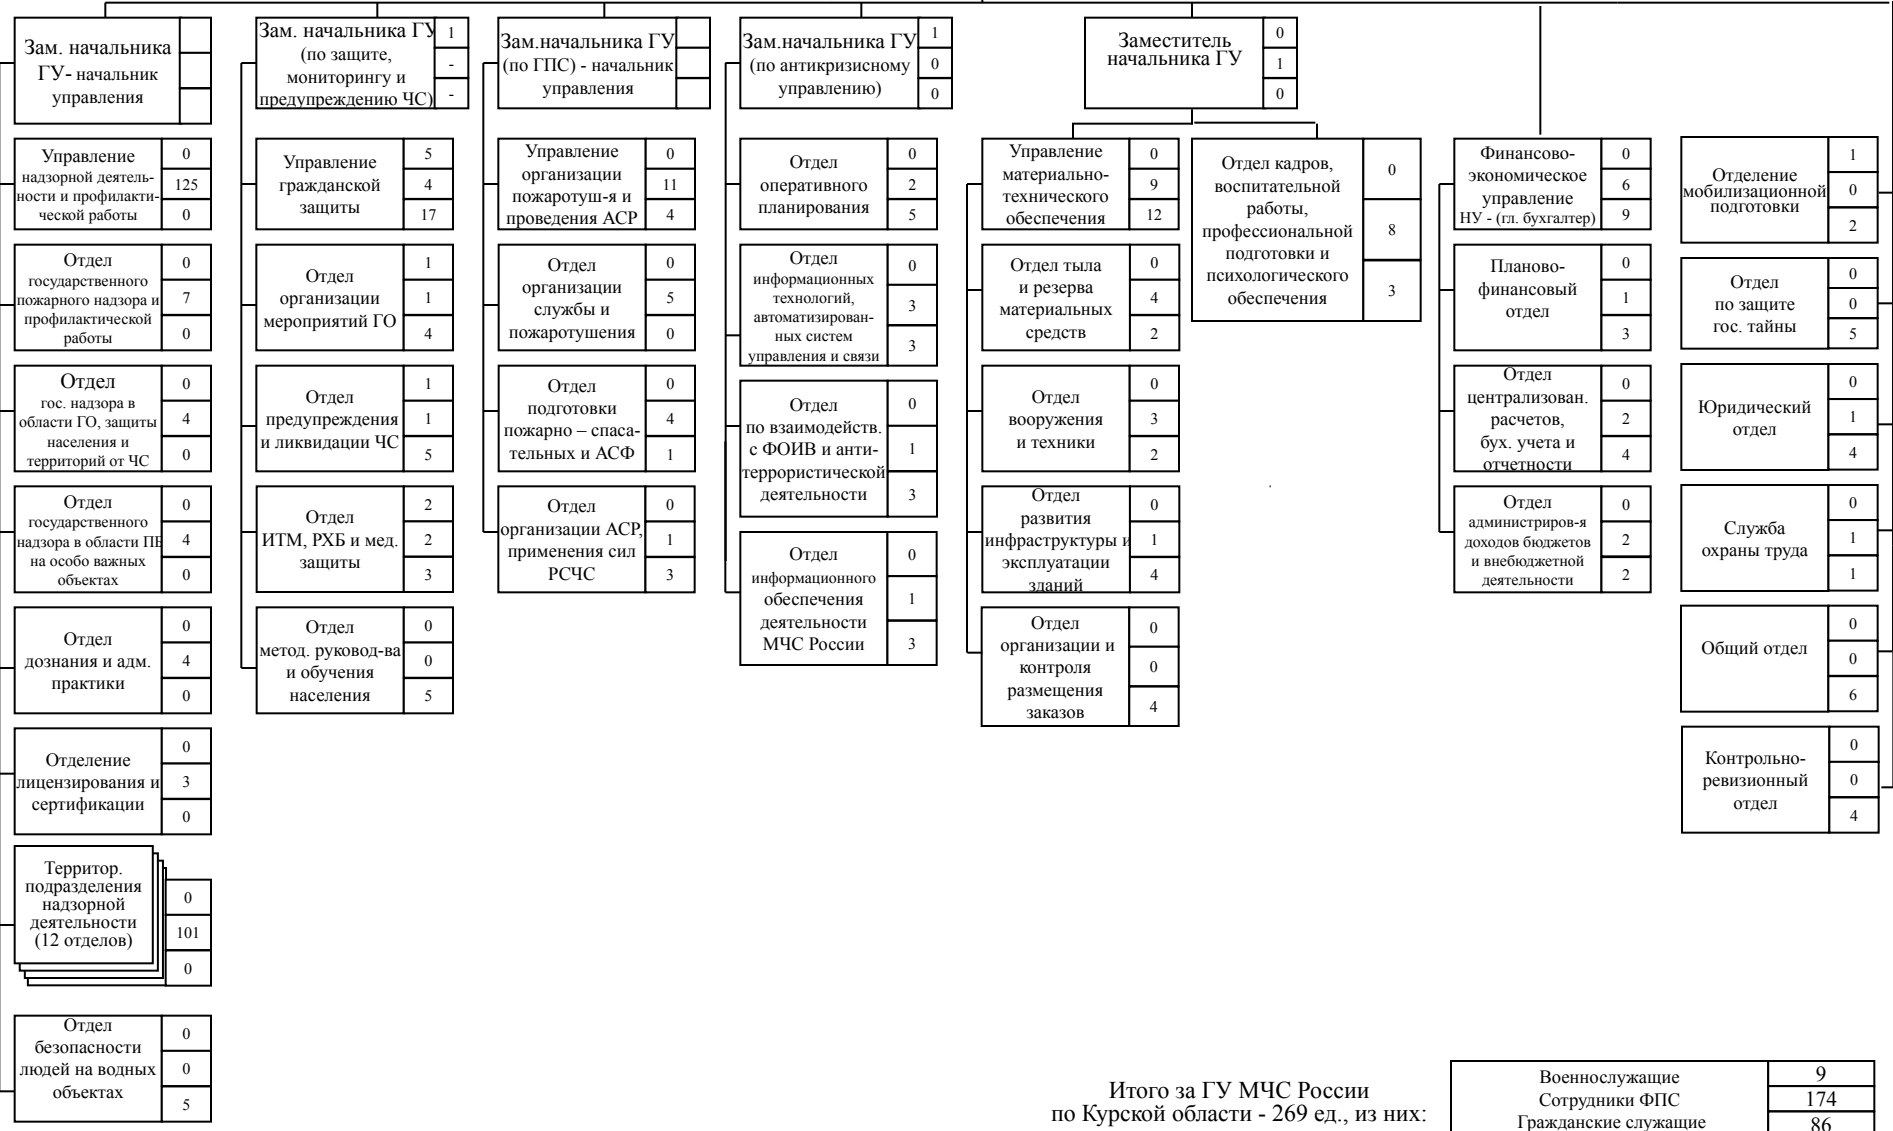 Зам. начальника
ГУ- начальник
управления
Управление
надзорной деятель-
ности и профилакти-
ческой работы
0
125
0
Отдел
государственного
пожарного надзора и
профилактической
работы
0
7
0
Отдел
гос. надзора в
области ГО, защиты
населения и
территорий от ЧС
0
4
0
Отдел
государственного
надзора в области ПБ
на особо важных
объектах
0
4
0
Отдел
дознания и адм.
практики
0
4
0
Отделение
лицензирования и
сертификации
0
3
0
Территор.
подразделения
надзорной
деятельности
(12 отделов)
0
101
0
Отдел
безопасности
людей на водных
объектах
0
0
5
Зам. начальника ГУ
(по защите,
мониторингу и
предупреждению ЧС)
1
-
-
Управление
гражданской
защиты
5
4
17
Отдел
организации
мероприятий ГО
1
1
4
Отдел
предупреждения
и ликвидации ЧС
1
1
5
Отдел
ИТМ, РХБ и мед.
защиты
2
2
3
Отдел
метод. руковод-ва
и обучения
населения
0
0
5
Зам.начальника ГУ
(по ГПС) - начальник
управления
Управление
организации
пожаротуш-я и
проведения АСР
0
11
4
Отдел
организации
службы и
пожаротушения
0
5
0
Отдел
подготовки
пожарно – спаса-
тельных и АСФ
0
4
1
Отдел
организации АСР,
применения сил
РСЧС
0
1
3
Зам.начальника ГУ
(по антикризисному
управлению)
1
0
0
Отдел
оперативного
планирования
0
2
5
Отдел
информационных
технологий,
автоматизирован-
ных систем
управления и связи
0
3
3
Отдел
по взаимодейств.
с ФОИВ и анти-
террористической
деятельности
0
1
3
Отдел
информационного
обеспечения
деятельности
МЧС России
0
1
3
Заместитель
начальника ГУ
0
1
0
Управление
материально-
технического
обеспечения
0
9
12
Отдел тыла
и резерва
материальных
средств
0
4
2
Отдел
вооружения
и техники
0
3
2
Отдел
развития
инфраструктуры и
эксплуатации
зданий
0
1
4
Отдел
организации и
контроля
размещения
заказов
0
0
4
Отдел кадров,
воспитательной
работы,
профессиональной
подготовки и
психологического
обеспечения
0
8
3
Финансово-
экономическое
управление
НУ - (гл. бухгалтер)
0
6
9
Планово-
финансовый
отдел
0
1
3
Отдел
централизован.
расчетов,
бух. учета и
отчетности
0
2
4
Отдел
администриров-я
доходов бюджетов
и внебюджетной
деятельности
0
2
2
Отделение
мобилизационной
подготовки
1
0
2
Отдел
по защите
гос. тайны
0
0
5
Юридический
отдел
0
1
4
Служба
охраны труда
0
1
1
Общий отдел
0
0
6
Контрольно-
ревизионный
отдел
0
0
4
Итого за ГУ МЧС России
по Курской области - 269 ед., из них:
Военнослужащие 9
Сотрудники ФПС 174
Гражданские служащие 86